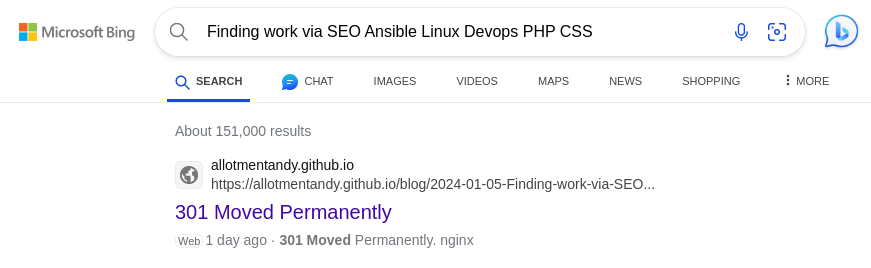 Microsoft Bing
Finding work via SEO Ansible Linux Devops PHP CSS
SEARCH CHAT IMAGES VIDEOS MAPS NEWS SHOPPING MORE
About 151,000 results
allotmentandy.github.io
https://allotmentandy.github.io/blog/2024-01-05-Finding-work-via-SEO...
301 Moved Permanently
Web 1 day ago · 301 Moved Permanently. nginx